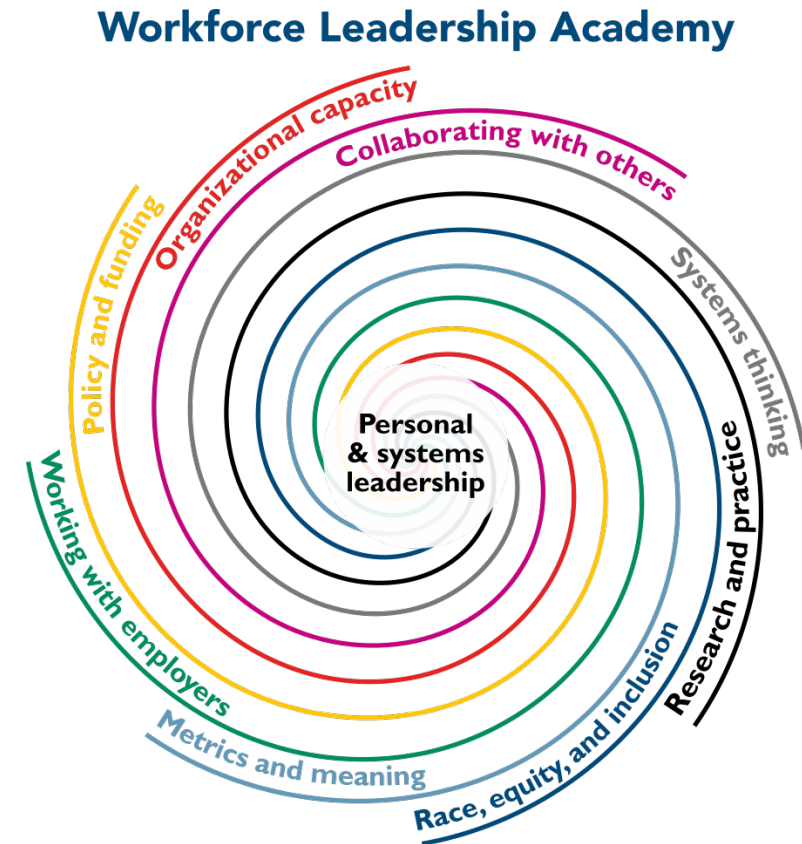 Workforce Leadership Academy
Organizational capacity
Collaborating with others
Systems thinking
Policy and funding
Research and practice
Personal
& systems
leadership
Working with employers
Race, equity, and inclusion
Metrics and meaning